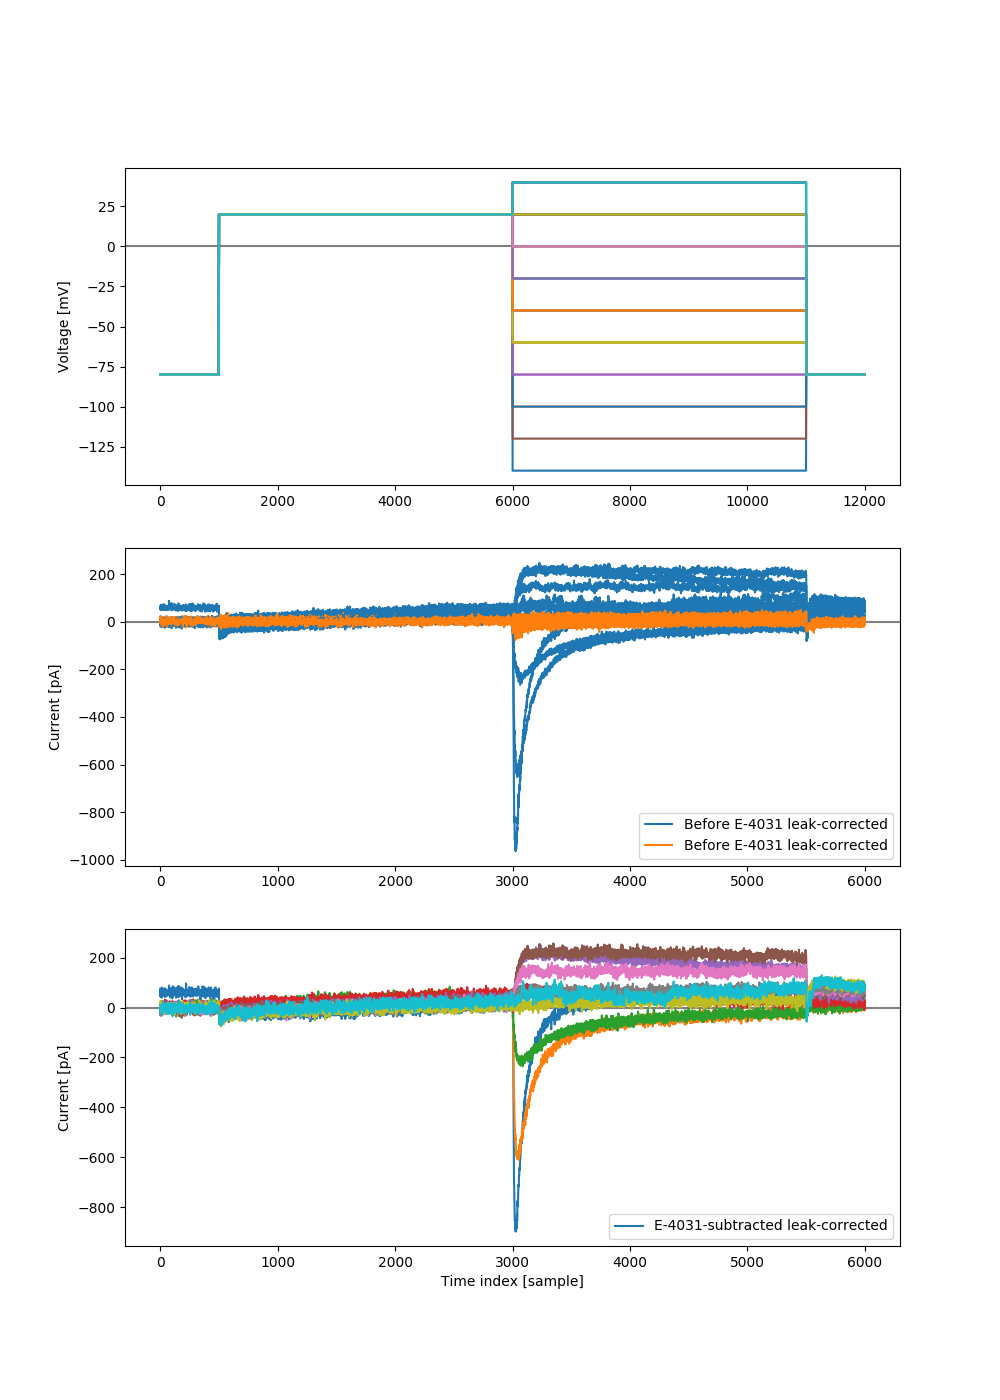 25
0
−25
−50
−75
−100
−125
Voltage [mV]
0 2000 4000 6000 8000 10000 12000
200
0
−200
−400
−600
−800
−1000
Current [pA]
Before E-4031 leak-corrected
Before E-4031 leak-corrected
0 1000 2000 3000 4000 5000 6000
200
0
−200
−400
−600
−800
Current [pA]
E-4031-subtracted leak-corrected
0 1000 2000 3000 4000 5000 6000
Time index [sample]